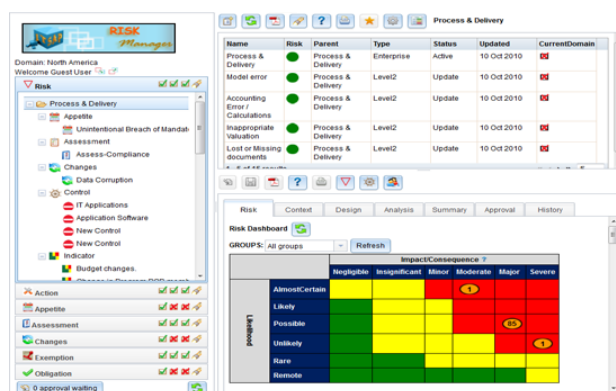 RISK
Manager
Domain: North America
Welcome Guest User
Risk
Process & Delivery
Appetite
Unintentional Breach of Mandat
Assessment
Assess-Compliance
Changes
Data Corruption
Control
IT Applications
Application Software
New Control
New Control
Indicator
Budget changes.
Action
Appetite
Assessment
Changes
Exemption
Obligation
0 approval waiting
Process & Delivery
Name Risk Parent Type Status Updated CurrentDomain
Process & Delivery Process & Delivery Enterprise Active 10 Oct 2010
Model error Process & Delivery Level2 Update 10 Oct 2010
Accounting Error / Calculations Process & Delivery Level2 Update 10 Oct 2010
Inappropriate Valuation Process & Delivery Level2 Update 10 Oct 2010
Lost or Missing documents Process & Delivery Level2 Update 10 Oct 2010
Risk Context Design Analysis Summary Approval History
Risk Dashboard
GROUPS: All groups Refresh
Impact/Consequence ?
Negligible Insignificant Minor Moderate Major Severe
Likelihood
AlmostCertain 1
Likely
Possible 85
Unlikely 1
Rare
Remote